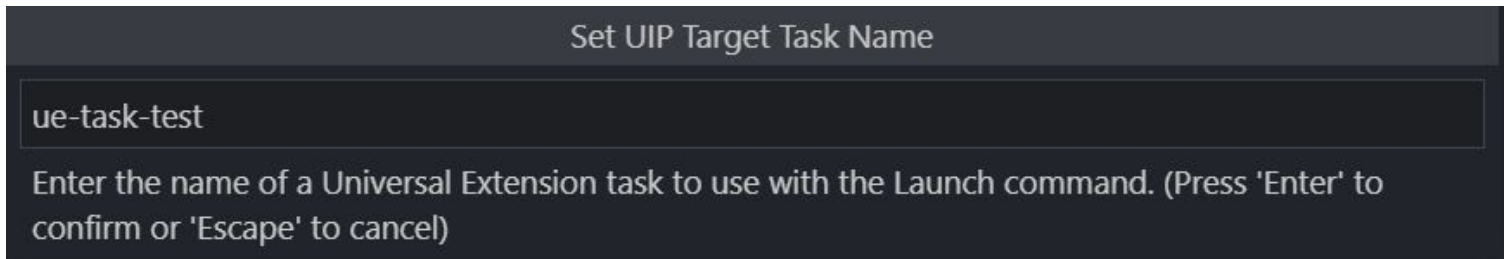 Set UIP Target Task Name
ue-task-test
Enter the name of a Universal Extension task to use with the Launch command. (Press 'Enter' to
confirm or 'Escape' to cancel)